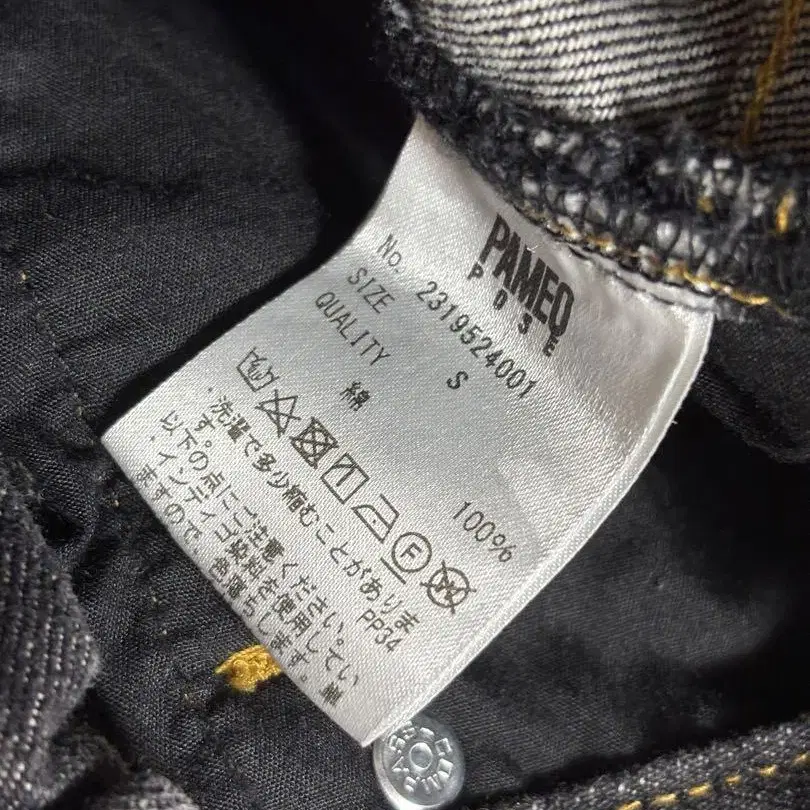 PAMEO
POSE
No. 2319524001
SIZE S
QUALITY
綿 100%
・洗濯で多少縮むことがありま
す。 PP34
以下の点にご注意ください。
・インディゴ染料を使用してい
ますので、色落ちします。